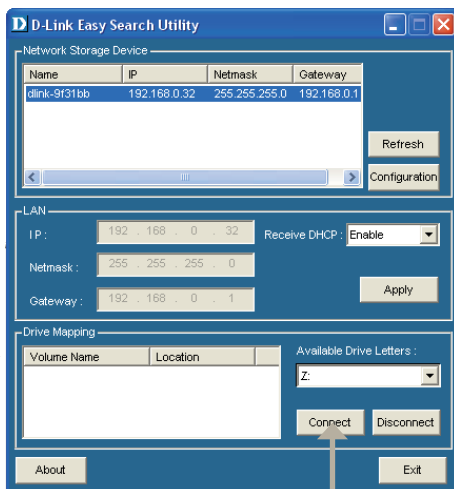 D D-Link Easy Search Utility
Network Storage Device
Name IP Netmask Gateway
dlink-9f31bb 192.168.0.32 255.255.255.0 192.168.0.1
Refresh
Configuration
LAN
IP : 192 . 168 . 0 . 32 Receive DHCP : Enable
Netmask : 255 . 255 . 255 . 0
Apply
Gateway : 192 . 168 . 0 . 1
Drive Mapping
Volume Name Location Available Drive Letters :
Z:
Connect Disconnect
About Exit